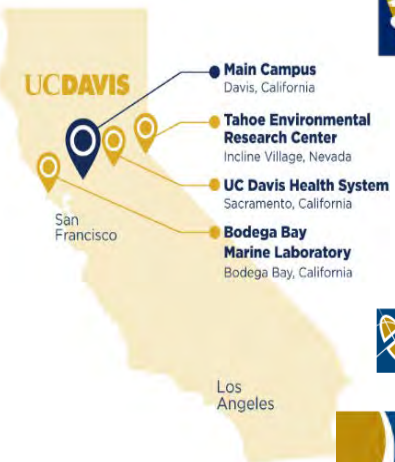 UCDAVIS
Main Campus
Davis, California
Tahoe Environmental
Research Center
Incline Village, Nevada
UC Davis Health System
Sacramento, California
Bodega Bay
Marine Laboratory
Bodega Bay, California
San
Francisco
Los
Angeles